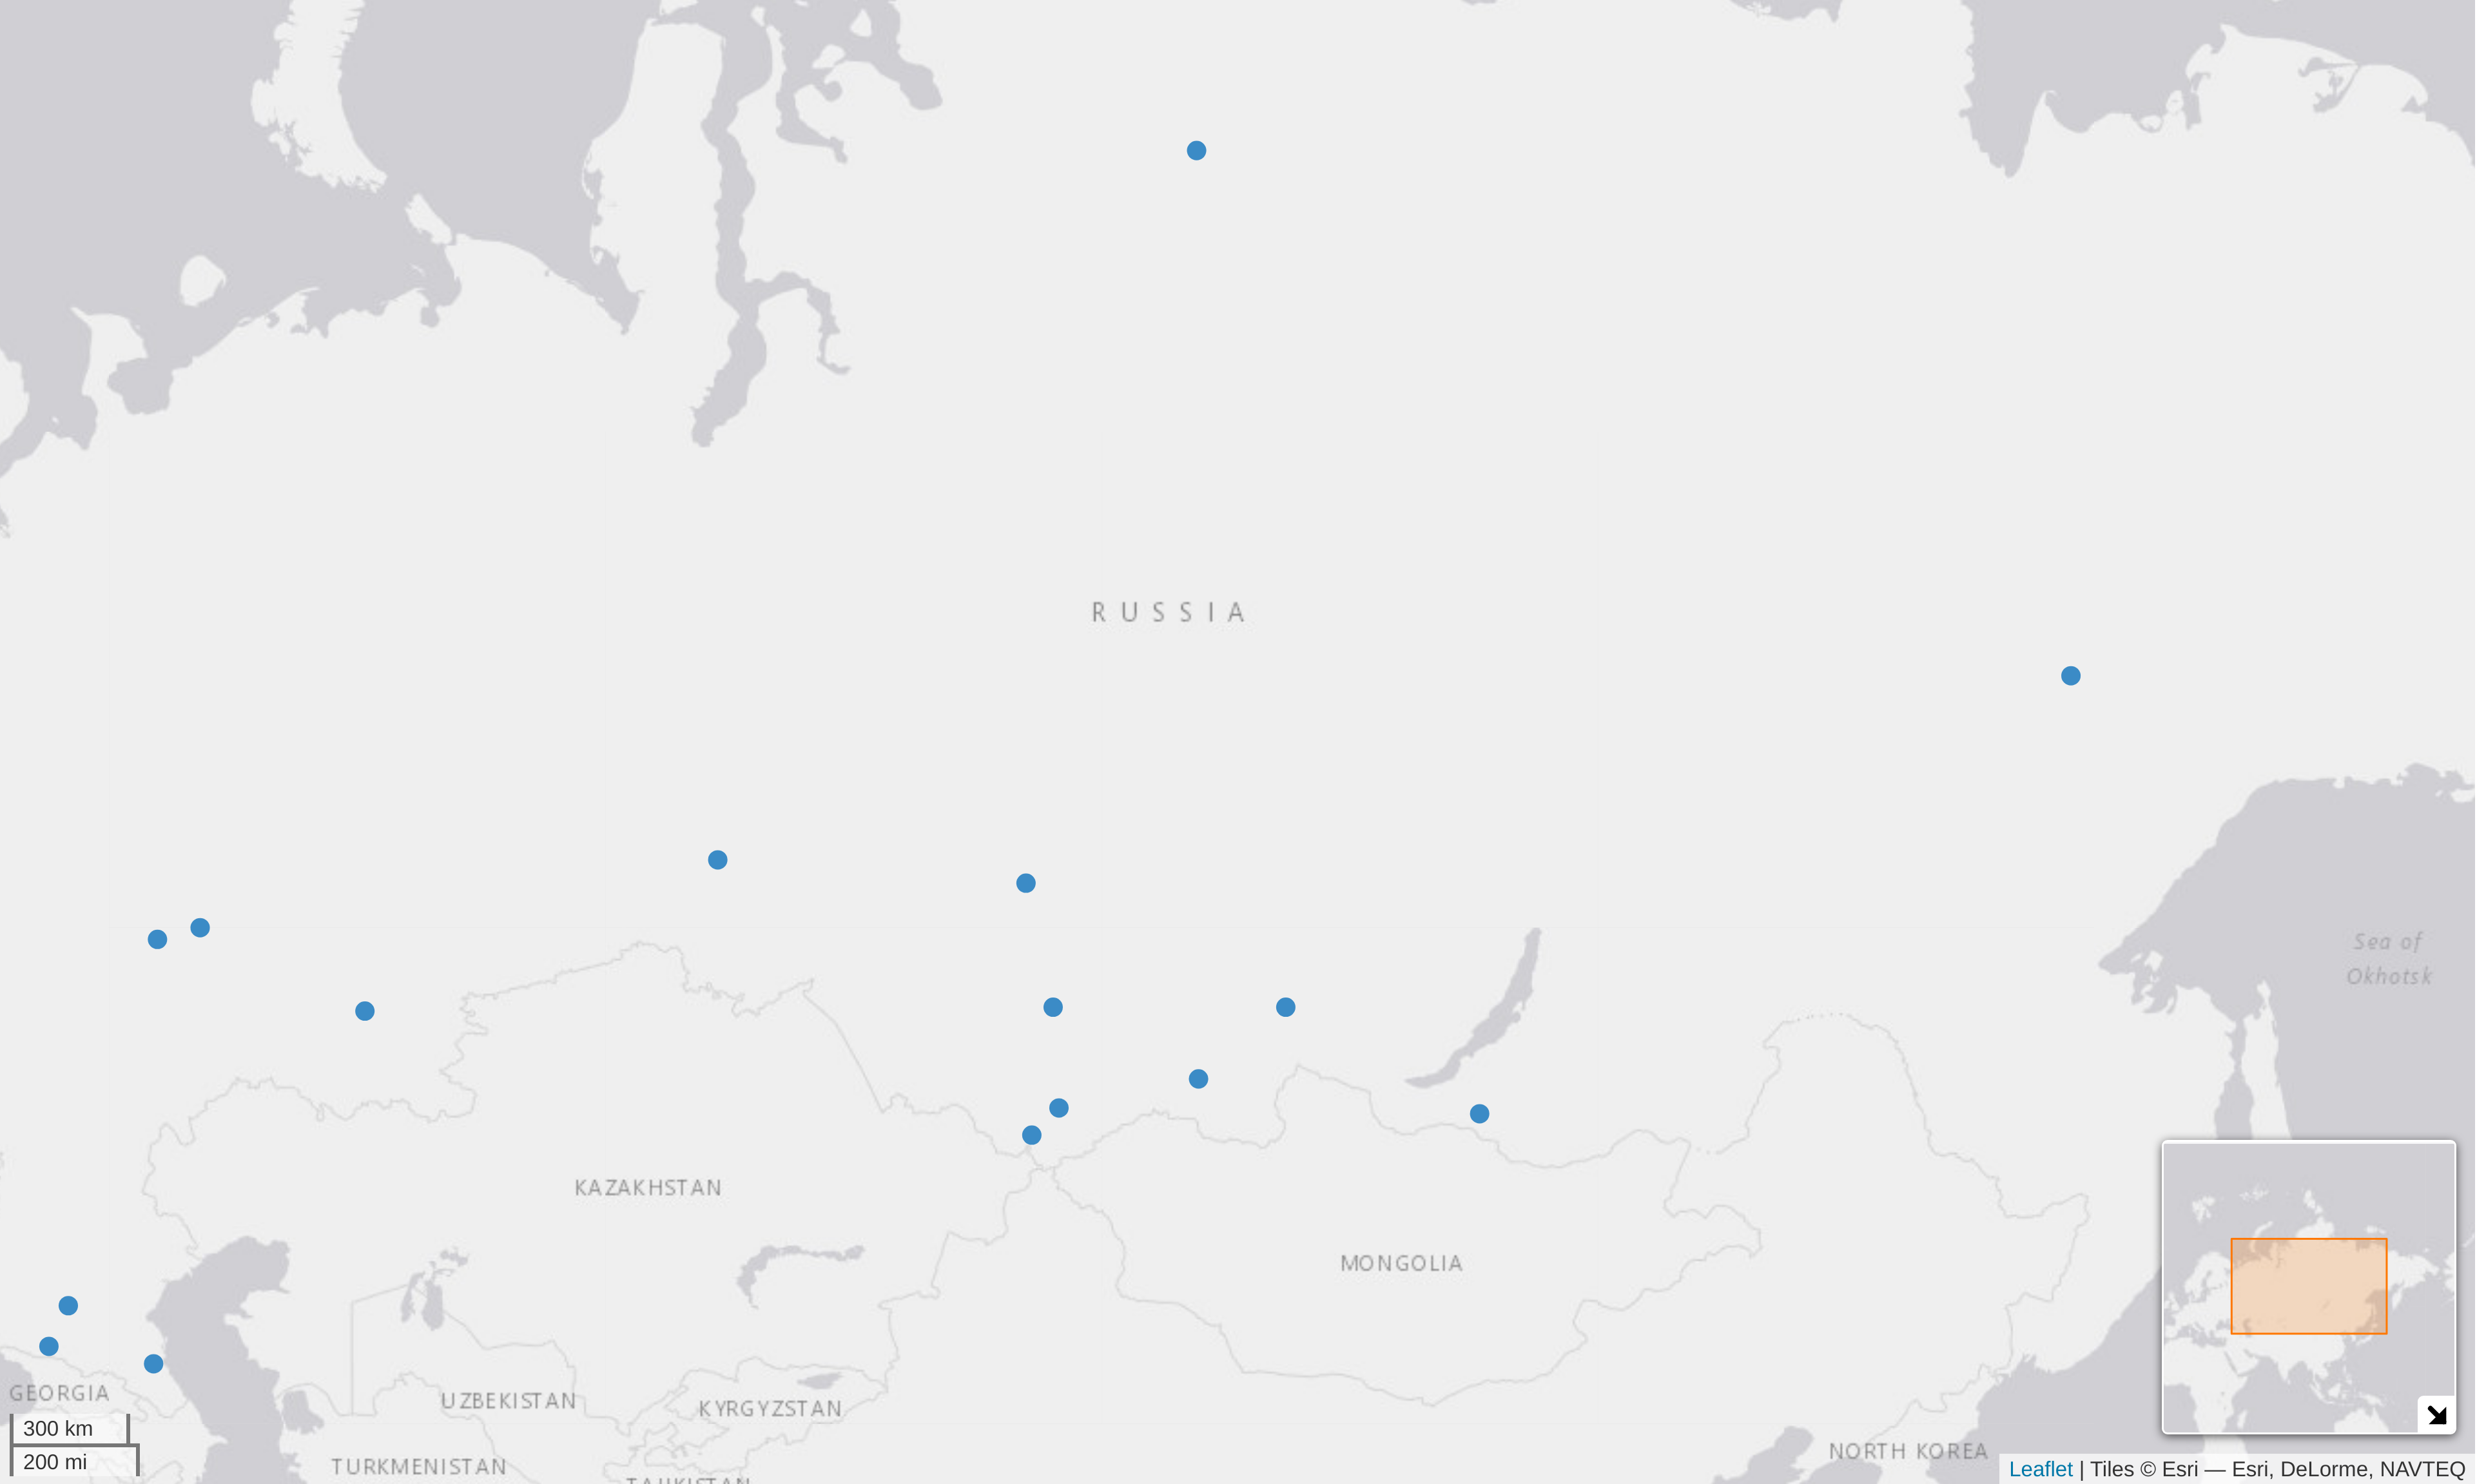 RUSSIA
Sea of
Okhotsk
KAZAKHSTAN
MONGOLIA
GEORGIA
UZBEKISTAN
KYRGYZSTAN
300 km
200 mi
TURKMENISTAN
TAJIKISTAN
NORTH KOREA
Leaflet | Tiles © Esri — Esri, DeLorme, NAVTEQ